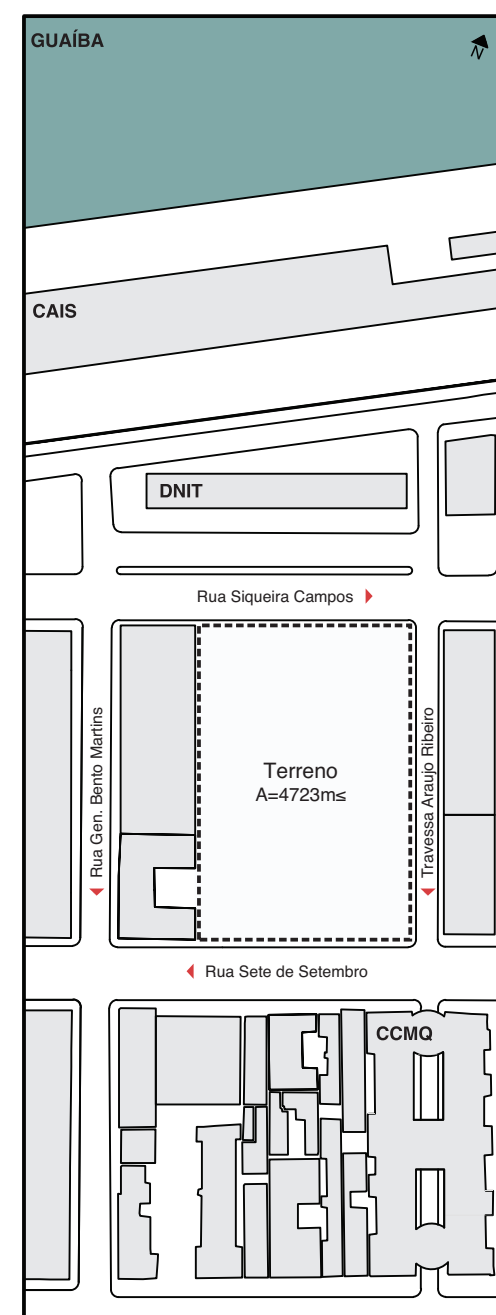 GUAÍBA
N
CAIS
DNIT
Rua Siqueira Campos
Rua Gen. Bento Martins
Terreno
A=4723m≤
Travessa Araujo Ribeiro
Rua Sete de Setembro
CCMQ